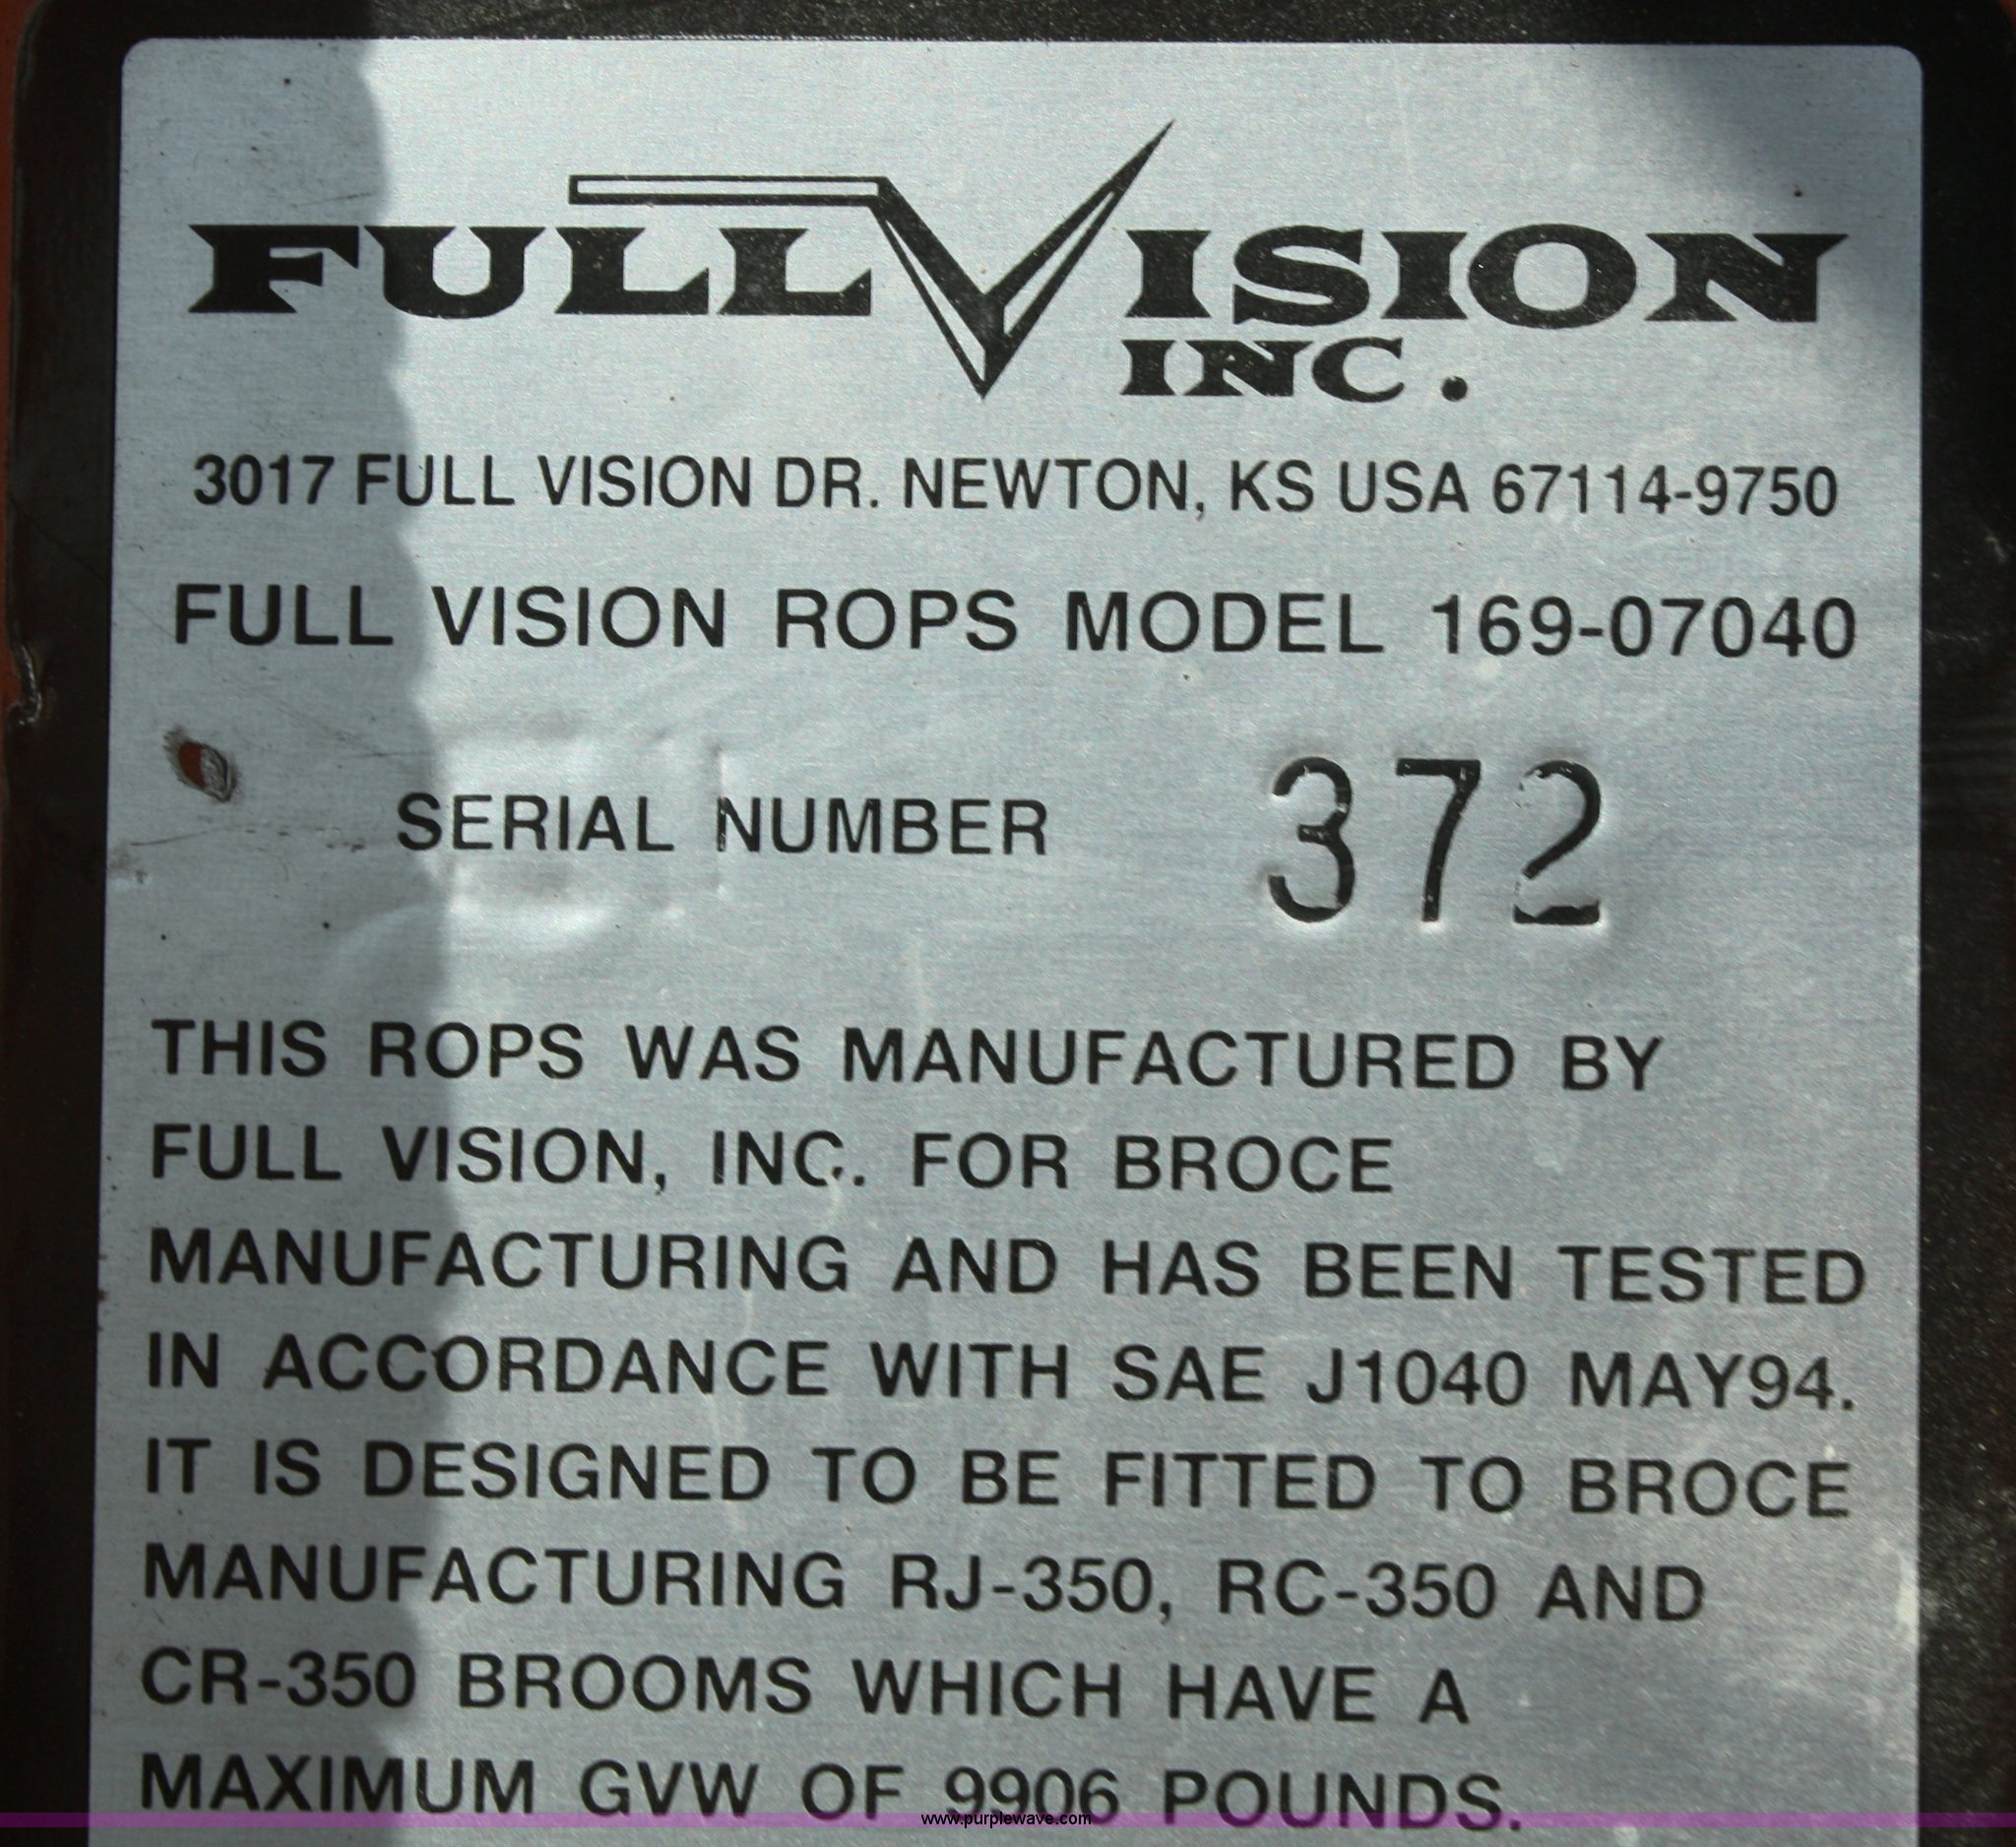 FULL VISION
INC.
3017 FULL VISION DR. NEWTON, KS USA 67114-9750
FULL VISION ROPS MODEL 169-07040
SERIAL NUMBER 372
THIS ROPS WAS MANUFACTURED BY
FULL VISION, INC. FOR BROCE
MANUFACTURING AND HAS BEEN TESTED
IN ACCORDANCE WITH SAE J1040 MAY94.
IT IS DESIGNED TO BE FITTED TO BROCE
MANUFACTURING RJ-350, RC-350 AND
CR-350 BROOMS WHICH HAVE A
MAXIMUM GVW OF 9906 POUNDS.
www.purplewave.com